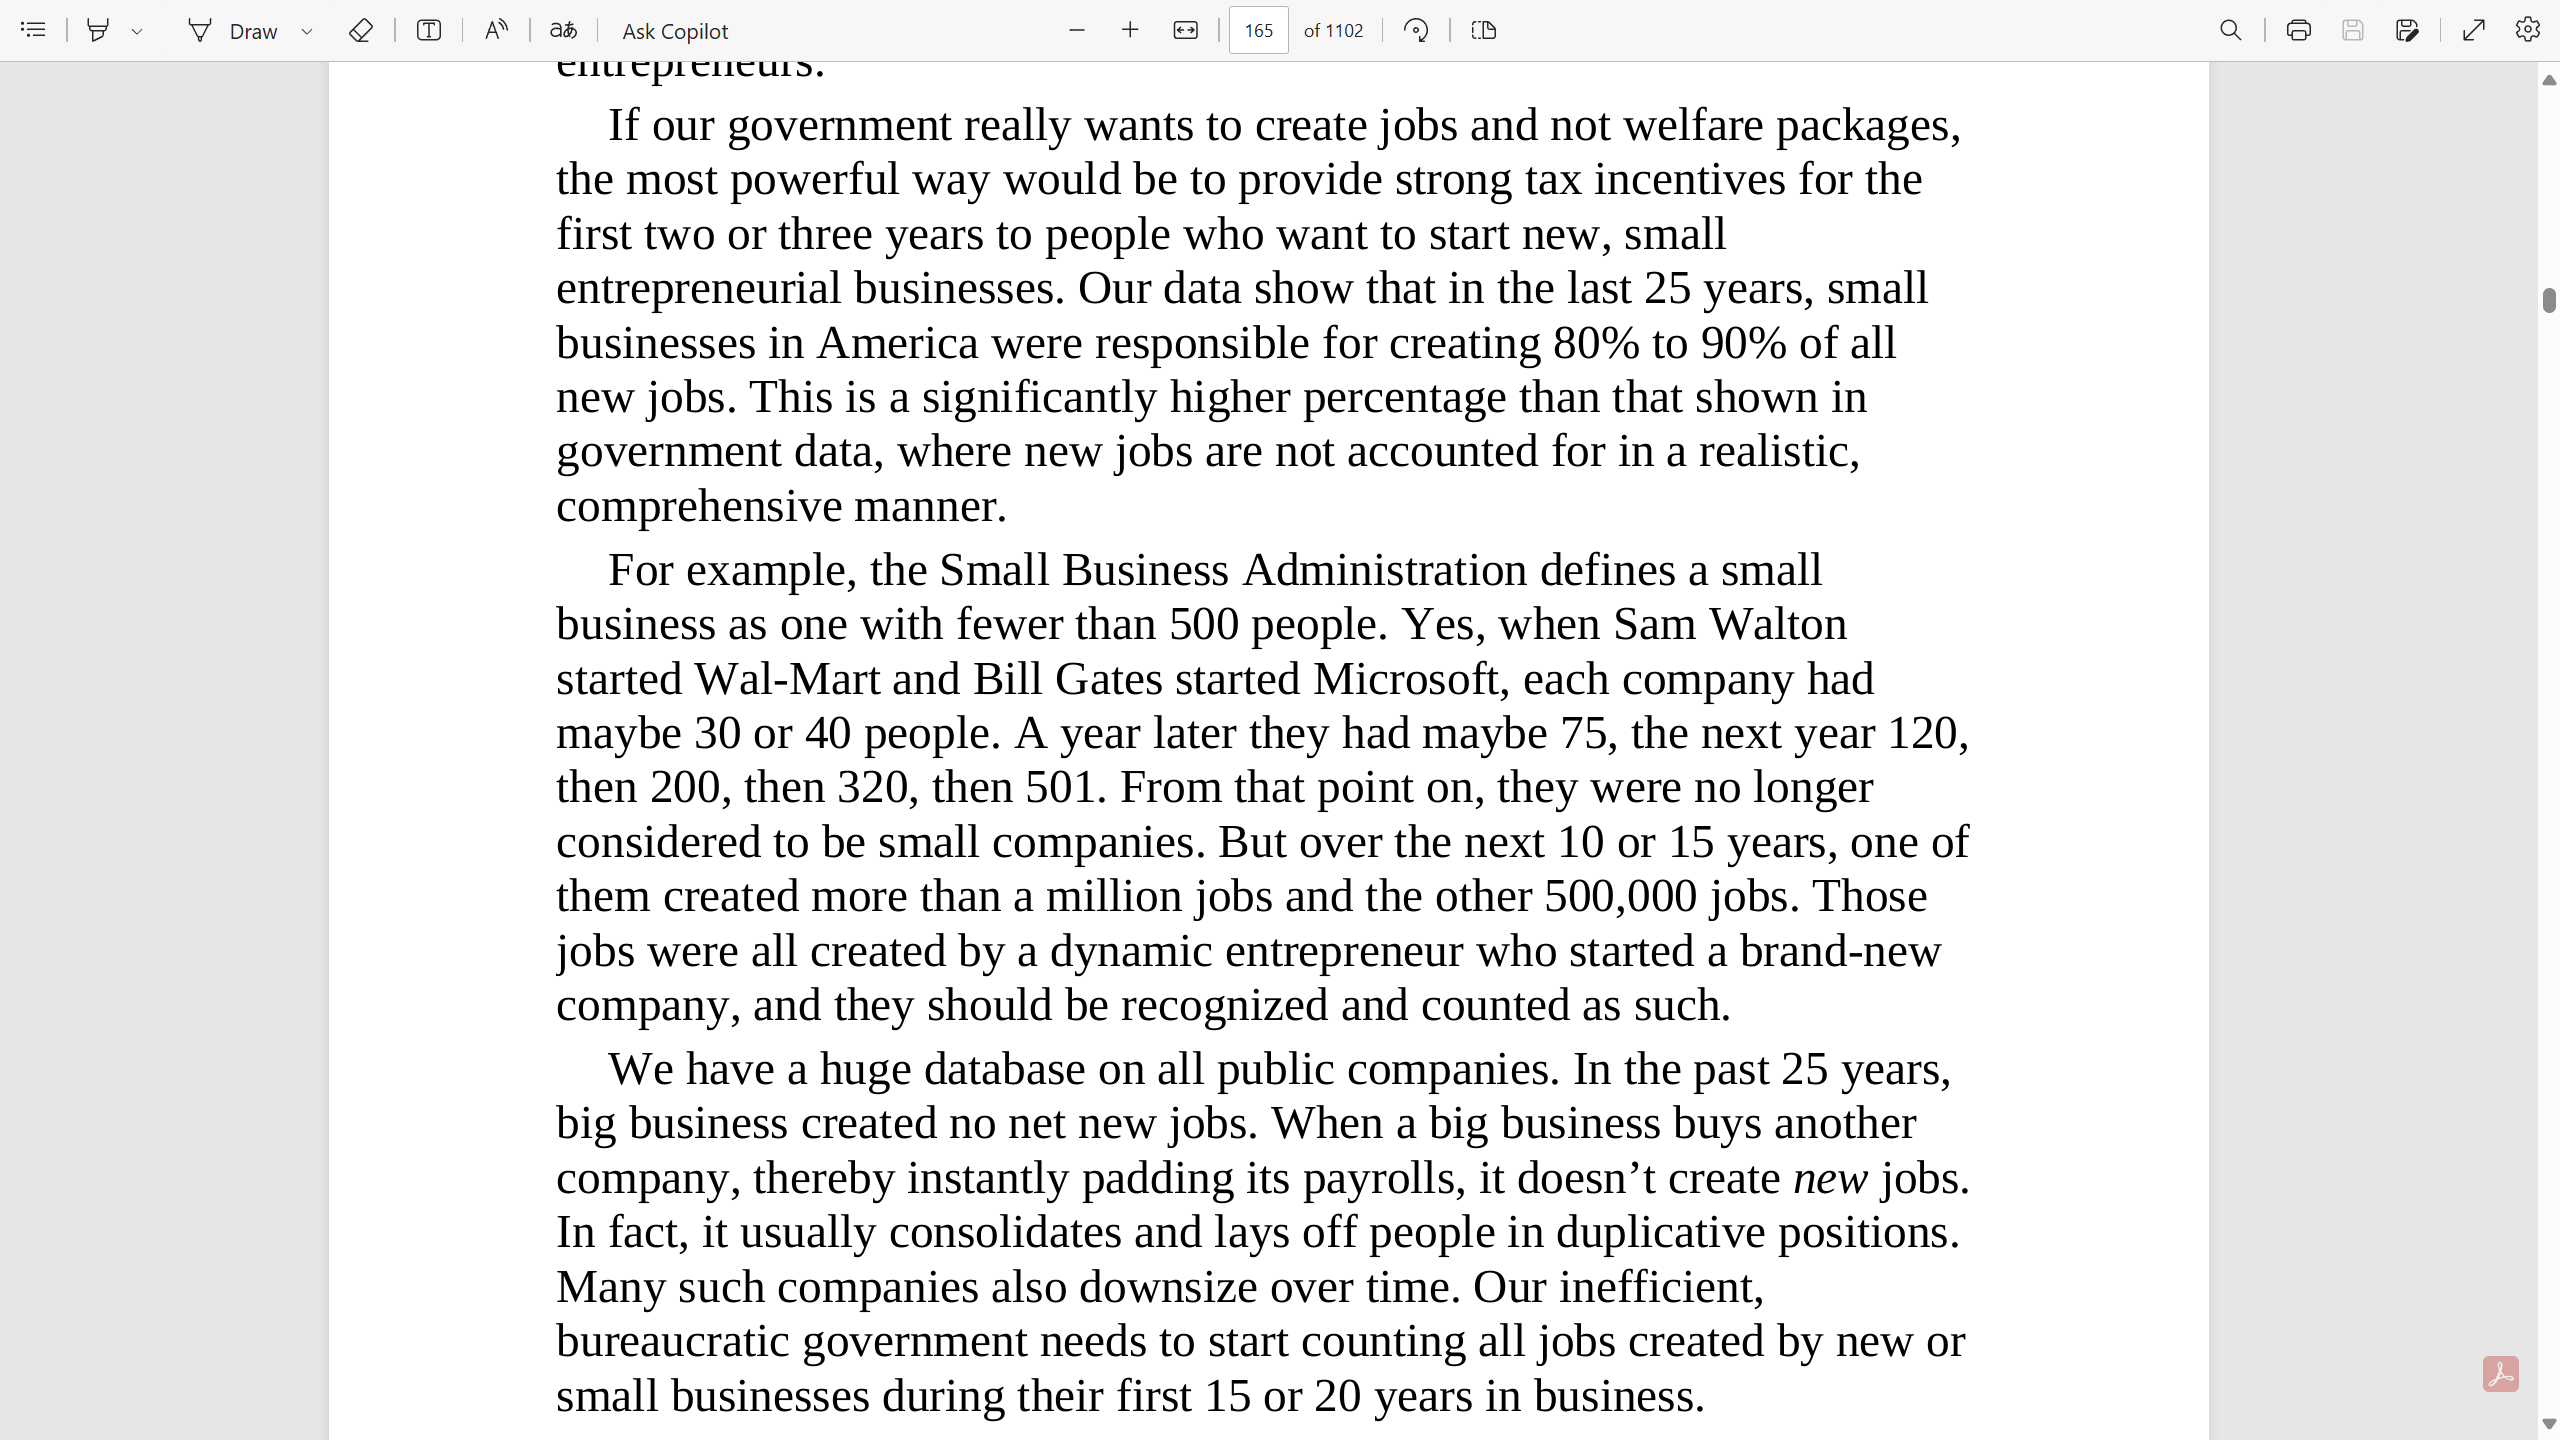 Draw
aあ
Ask Copilot
165 of 1102
entrepreneurs.
If our government really wants to create jobs and not welfare packages,
the most powerful way would be to provide strong tax incentives for the
first two or three years to people who want to start new, small
entrepreneurial businesses. Our data show that in the last 25 years, small
businesses in America were responsible for creating 80% to 90% of all
new jobs. This is a significantly higher percentage than that shown in
government data, where new jobs are not accounted for in a realistic,
comprehensive manner.
For example, the Small Business Administration defines a small
business as one with fewer than 500 people. Yes, when Sam Walton
started Wal-Mart and Bill Gates started Microsoft, each company had
maybe 30 or 40 people. A year later they had maybe 75, the next year 120,
then 200, then 320, then 501. From that point on, they were no longer
considered to be small companies. But over the next 10 or 15 years, one of
them created more than a million jobs and the other 500,000 jobs. Those
jobs were all created by a dynamic entrepreneur who started a brand-new
company, and they should be recognized and counted as such.
We have a huge database on all public companies. In the past 25 years,
big business created no net new jobs. When a big business buys another
company, thereby instantly padding its payrolls, it doesn’t create new jobs.
In fact, it usually consolidates and lays off people in duplicative positions.
Many such companies also downsize over time. Our inefficient,
bureaucratic government needs to start counting all jobs created by new or
small businesses during their first 15 or 20 years in business.